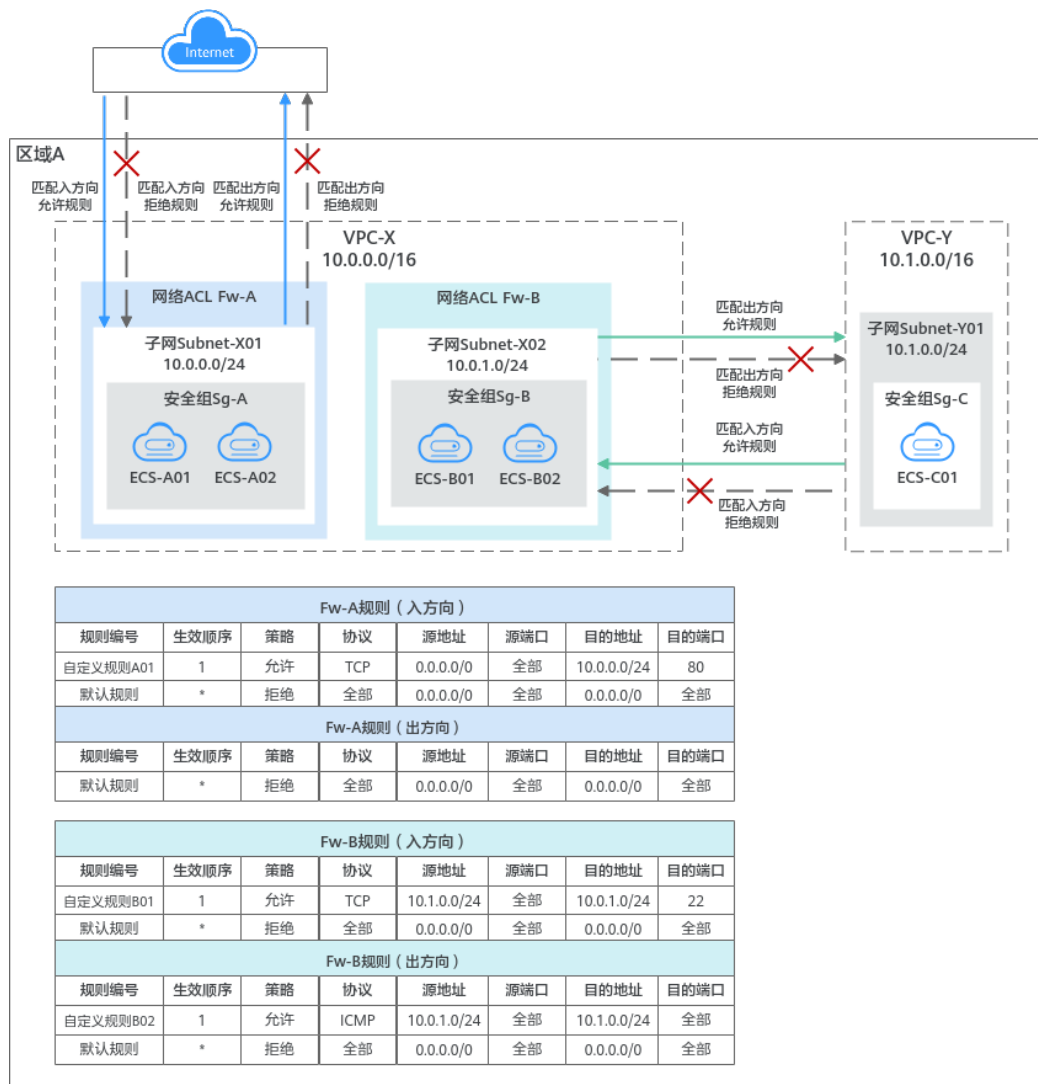 Internet
区域A
匹配入方向
允许规则
匹配入方向
拒绝规则
匹配出方向
允许规则
匹配出方向
拒绝规则
VPC-X
10.0.0.0/16
VPC-Y
10.1.0.0/16
网络ACL Fw-A
子网Subnet-X01
10.0.0.0/24
安全组Sg-A
ECS-A01 ECS-A02
网络ACL Fw-B
子网Subnet-X02
10.0.1.0/24
安全组Sg-B
ECS-B01 ECS-B02
匹配出方向
允许规则
匹配出方向
拒绝规则
匹配入方向
允许规则
匹配入方向
拒绝规则
子网Subnet-Y01
10.1.0.0/24
安全组Sg-C
ECS-C01
Fw-A规则（入方向）
规则编号 生效顺序 策略 协议 源地址 源端口 目的地址 目的端口
自定义规则A01 1 允许 TCP 0.0.0.0/0 全部 10.0.0.0/24 80
默认规则 * 拒绝 全部 0.0.0.0/0 全部 0.0.0.0/0 全部
Fw-A规则（出方向）
规则编号 生效顺序 策略 协议 源地址 源端口 目的地址 目的端口
默认规则 * 拒绝 全部 0.0.0.0/0 全部 0.0.0.0/0 全部
Fw-B规则（入方向）
规则编号 生效顺序 策略 协议 源地址 源端口 目的地址 目的端口
自定义规则B01 1 允许 TCP 10.1.0.0/24 全部 10.0.1.0/24 22
默认规则 * 拒绝 全部 0.0.0.0/0 全部 0.0.0.0/0 全部
Fw-B规则（出方向）
规则编号 生效顺序 策略 协议 源地址 源端口 目的地址 目的端口
自定义规则B02 1 允许 ICMP 10.0.1.0/24 全部 10.1.0.0/24 全部
默认规则 * 拒绝 全部 0.0.0.0/0 全部 0.0.0.0/0 全部